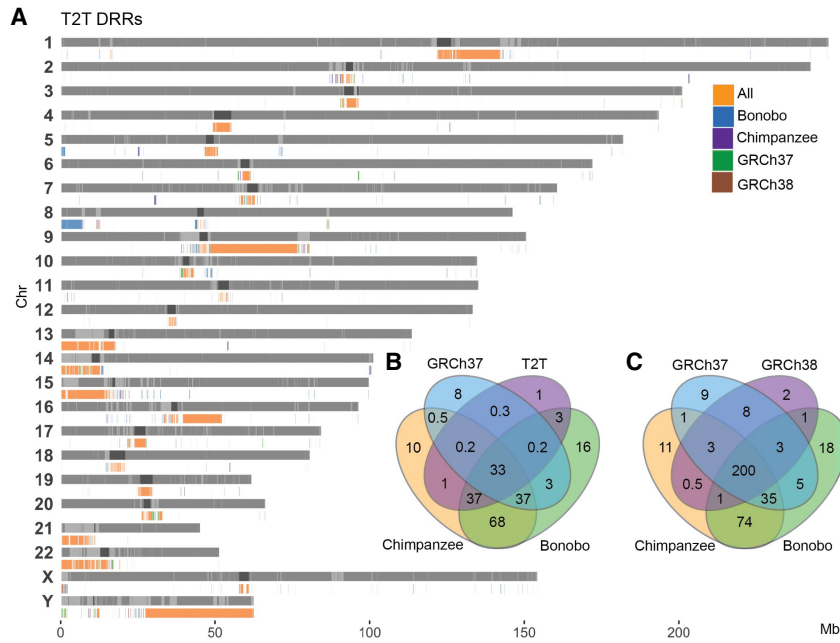 A
T2T DRRs
1
2
3
4
5
6
7
8
9
10
11
12
13
14
15
16
17
18
19
20
21
22
X
Y
Chr
0
50
100
150
200
Mb
All
Bonobo
Chimpanzee
GRCh37
GRCh38
B
GRCh37
T2T
8
1
0.5
0.3
3
10
0.2
0.2
16
33
1
3
37
37
68
Chimpanzee
Bonobo
C
GRCh37
GRCh38
9
2
1
8
1
11
3
3
18
200
0.5
5
1
35
74
Chimpanzee
Bonobo